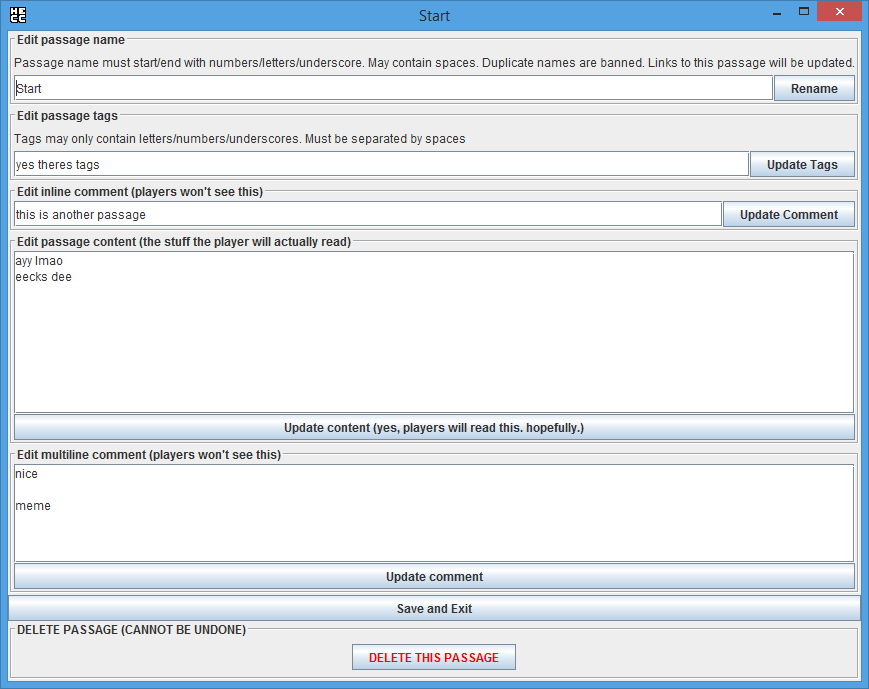 HE
CC
Start
Edit passage name
Passage name must start/end with numbers/letters/underscore. May contain spaces. Duplicate names are banned. Links to this passage will be updated.
Start
Rename
Edit passage tags
Tags may only contain letters/numbers/underscores. Must be separated by spaces
yes theres tags
Update Tags
Edit inline comment (players won't see this)
this is another passage
Update Comment
Edit passage content (the stuff the player will actually read)
ayy lmao
eecks dee
Update content (yes, players will read this. hopefully.)
Edit multiline comment (players won't see this)
nice
meme
Update comment
Save and Exit
DELETE PASSAGE (CANNOT BE UNDONE)
DELETE THIS PASSAGE